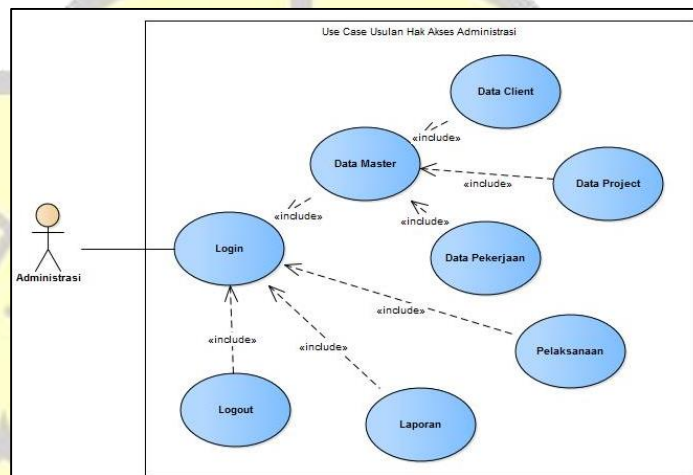 Use Case Usulan Hak Akses Administrasi
Data Client
«include»
Data Master
«include»
Data Project
«include»
«include»
Login
Data Pekerjaan
Administrasi
«include»
«include»
«include»
Pelaksanaan
Logout
Laporan